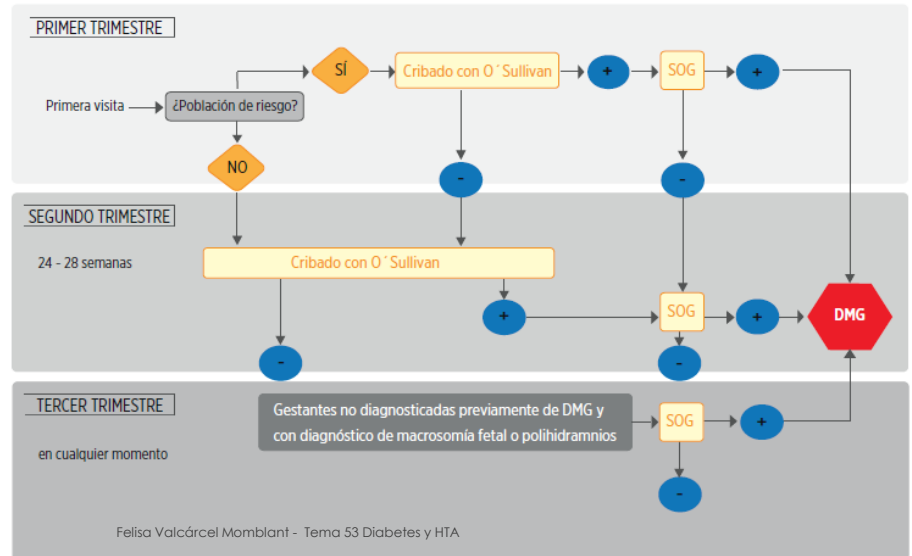 PRIMER TRIMESTRE
SÍ
Cribado con O´Sullivan
+
SOG
+
Primera visita
¿Población de riesgo?
NO
-
-
SEGUNDO TRIMESTRE
24 - 28 semanas
Cribado con O´Sullivan
+
SOG
+
DMG
-
-
TERCER TRIMESTRE
Gestantes no diagnosticadas previamente de DMG y
con diagnóstico de macrosomía fetal o polihidramnios
SOG
+
en cualquier momento
-
Felisa Valcárcel Momblant - Tema 53 Diabetes y HTA